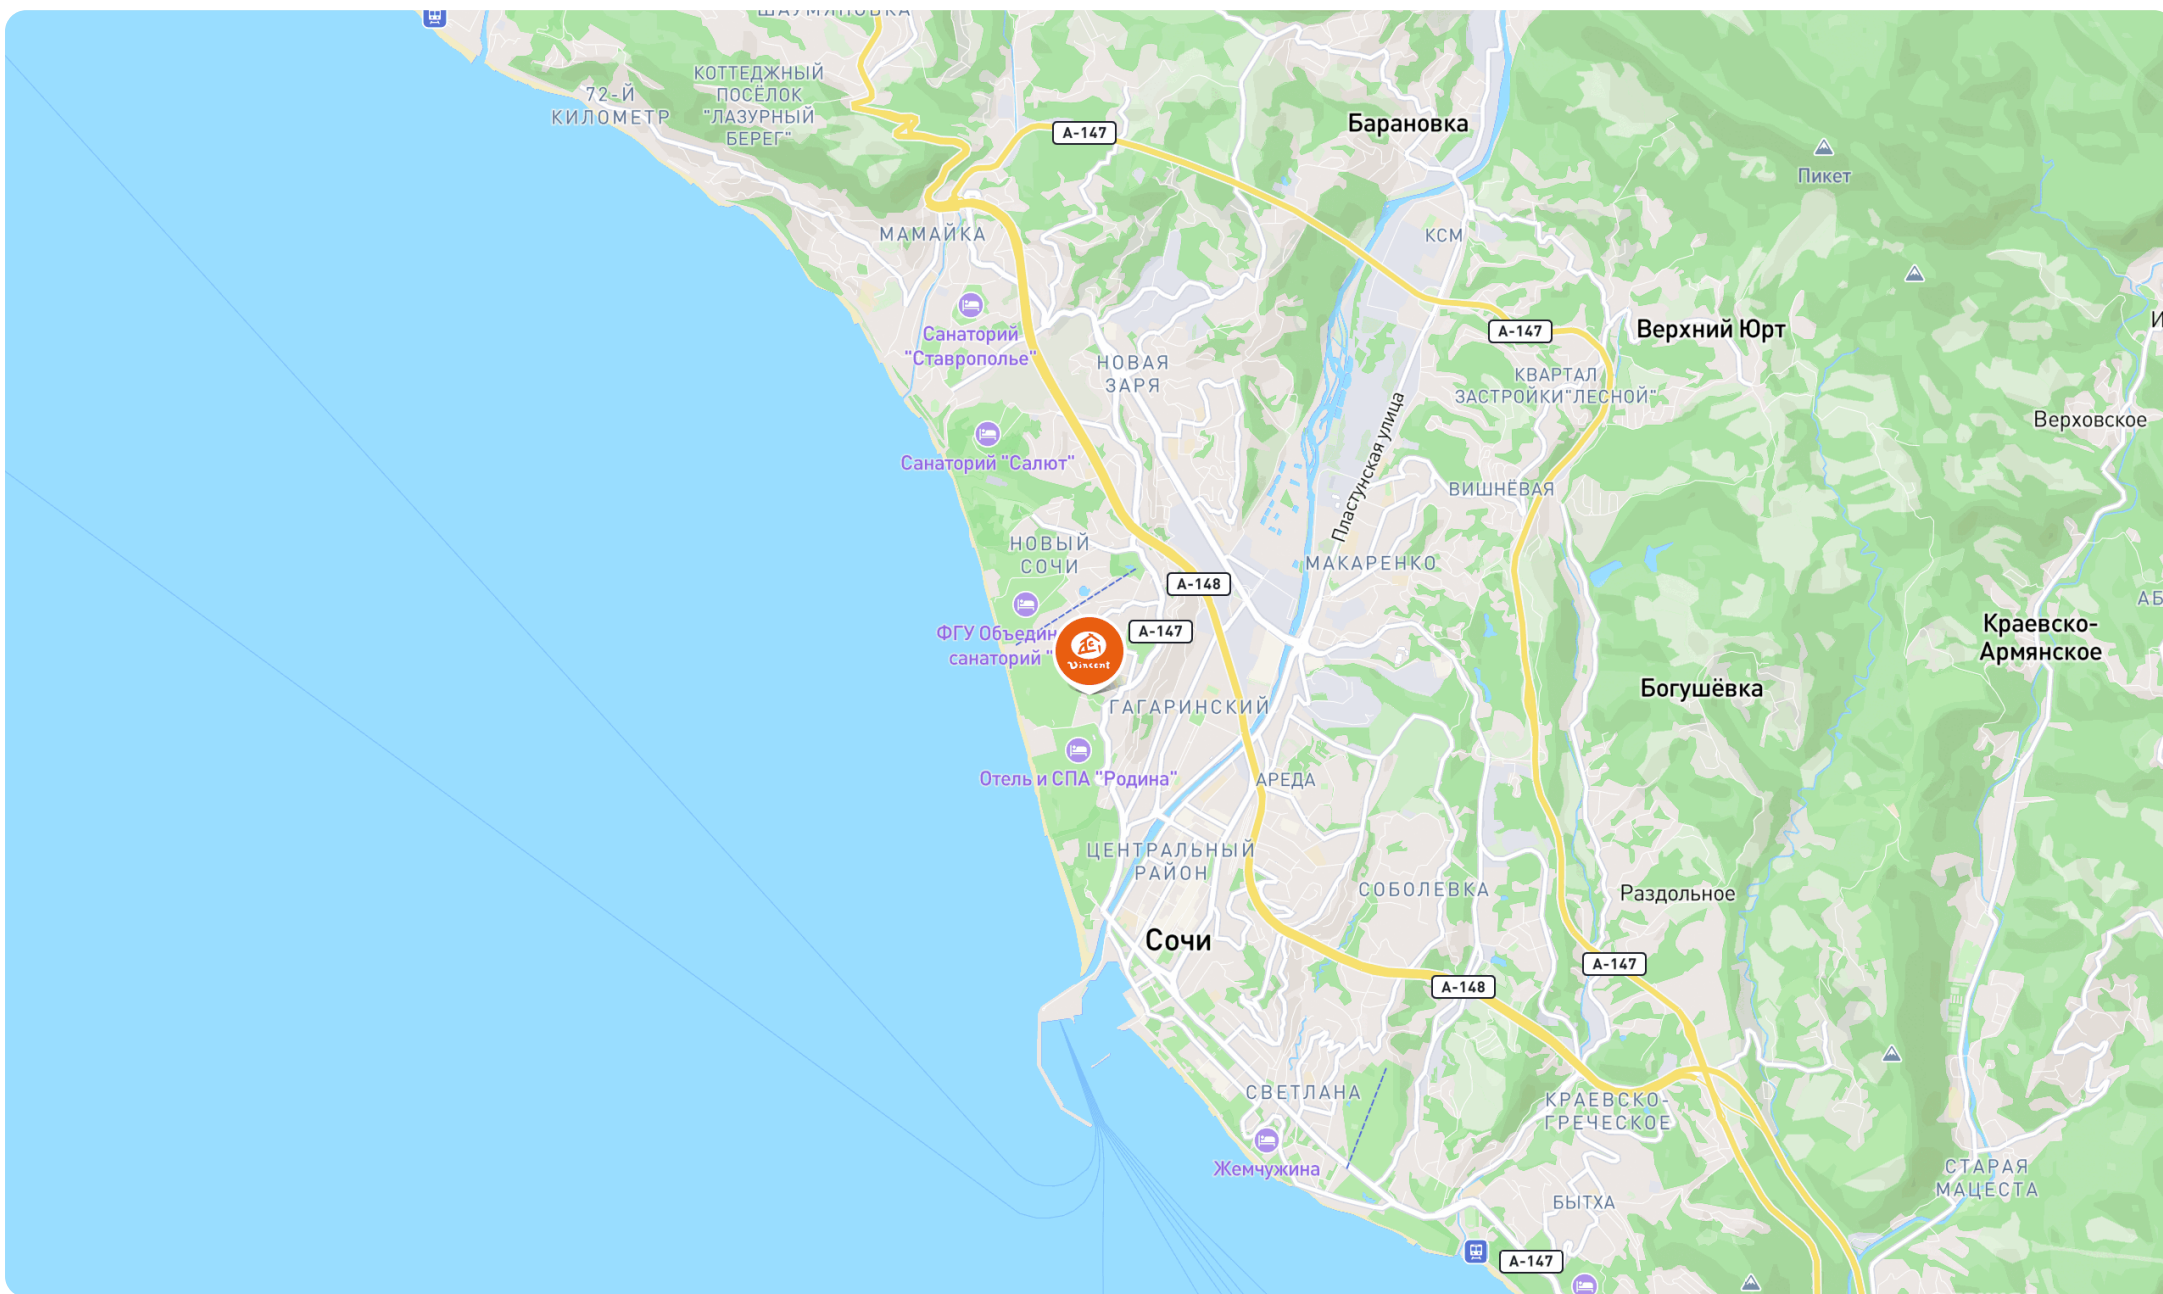 ШАУМЯНОВКА
КОТТЕДЖНЫЙ
ПОСЁЛОК
"ЛАЗУРНЫЙ
БЕРЕГ"
72-Й
КИЛОМЕТР
А-147
Барановка
Пикет
МАМАЙКА
КСМ
Санаторий
"Ставрополье"
НОВАЯ
ЗАРЯ
А-147
Верхний Юрт
КВАРТАЛ
ЗАСТРОЙКИ"ЛЕСНОЙ"
Верховское
Пластунская улица
Санаторий "Салют"
ВИШНЁВАЯ
НОВЫЙ
СОЧИ
МАКАРЕНКО
А-148
АБ
ФГУ Объедин
санаторий "
Vincent
А-147
Краевско-
Армянское
Богушёвка
ГАГАРИНСКИЙ
Отель и СПА "Родина"
АРЕДА
ЦЕНТРАЛЬНЫЙ
РАЙОН
СОБОЛЕВКА
Раздольное
Сочи
А-147
А-148
СВЕТЛАНА
КРАЕВСКО-
ГРЕЧЕСКОЕ
Жемчужина
СТАРАЯ
МАЦЕСТА
БЫТХА
А-147